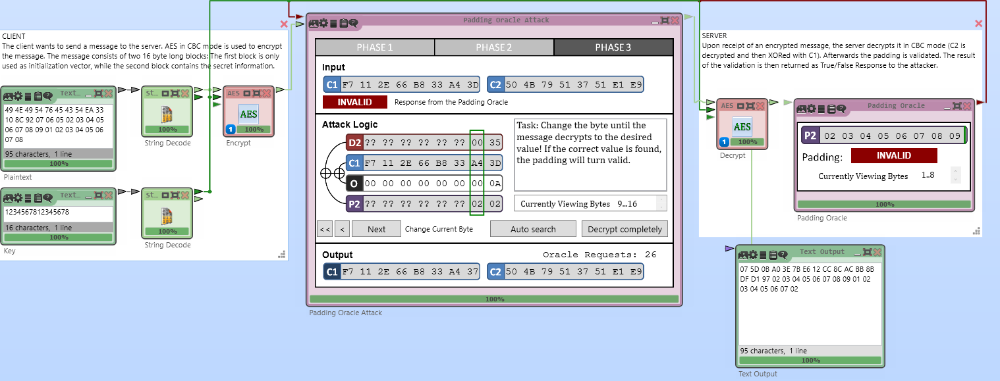 CLIENT
The client wants to send a message to the server. AES in CBC mode is used to encrypt
the message. The message consists of two 16 byte long blocks: The first block is only
used as initialization vector, while the second block contains the secret information.
Text...
49 4E 49 54 76 45 43 54 EA 33
10 8C 92 07 06 05 02 03 04 05
06 07 08 09 01 02 03 04 05 06
07 08
95 characters, 1 line
100%
Plaintext
St...
100%
String Decode
AES
AES
1
100%
Encrypt
Text...
1234567812345678
16 characters, 1 line
100%
Key
St...
100%
String Decode
Padding Oracle Attack
PHASE 1
PHASE 2
PHASE 3
Input
C1 F7 11 2E 66 B8 33 A4 3D
C2 50 4B 79 51 37 51 E1 E9
INVALID
Response from the Padding Oracle
Attack Logic
D2 ?? ?? ?? ?? ?? ?? 00 35
C1 F7 11 2E 66 B8 33 A4 3D
O 00 00 00 00 00 00 00 0A
P2 ?? ?? ?? ?? ?? ?? 02 02
Task: Change the byte until the
message decrypts to the desired
value! If the correct value is found,
the padding will turn valid.
Currently Viewing Bytes 9...16
<<
<
Next
Change Current Byte
Auto search
Decrypt completely
Output
Oracle Requests: 26
C1 F7 11 2E 66 B8 33 A4 37
C2 50 4B 79 51 37 51 E1 E9
100%
Padding Oracle Attack
SERVER
Upon receipt of an encrypted message, the server decrypts it in CBC mode (C2 is
decrypted and then XORed with C1). Afterwards the padding is validated. The result
of the validation is then returned as True/False Response to the attacker.
AES
AES
1
100%
Decrypt
Padding Oracle
P2 02 03 04 05 06 07 08 09
Padding:
INVALID
Currently Viewing Bytes 1..8
100%
Padding Oracle
Text Output
07 5D 0B A0 3E 7B E6 12 CC 8C AC BB 8B
DF D1 97 02 03 04 05 06 07 08 09 01 02
03 04 05 06 07 02
95 characters, 1 line
100%
Text Output